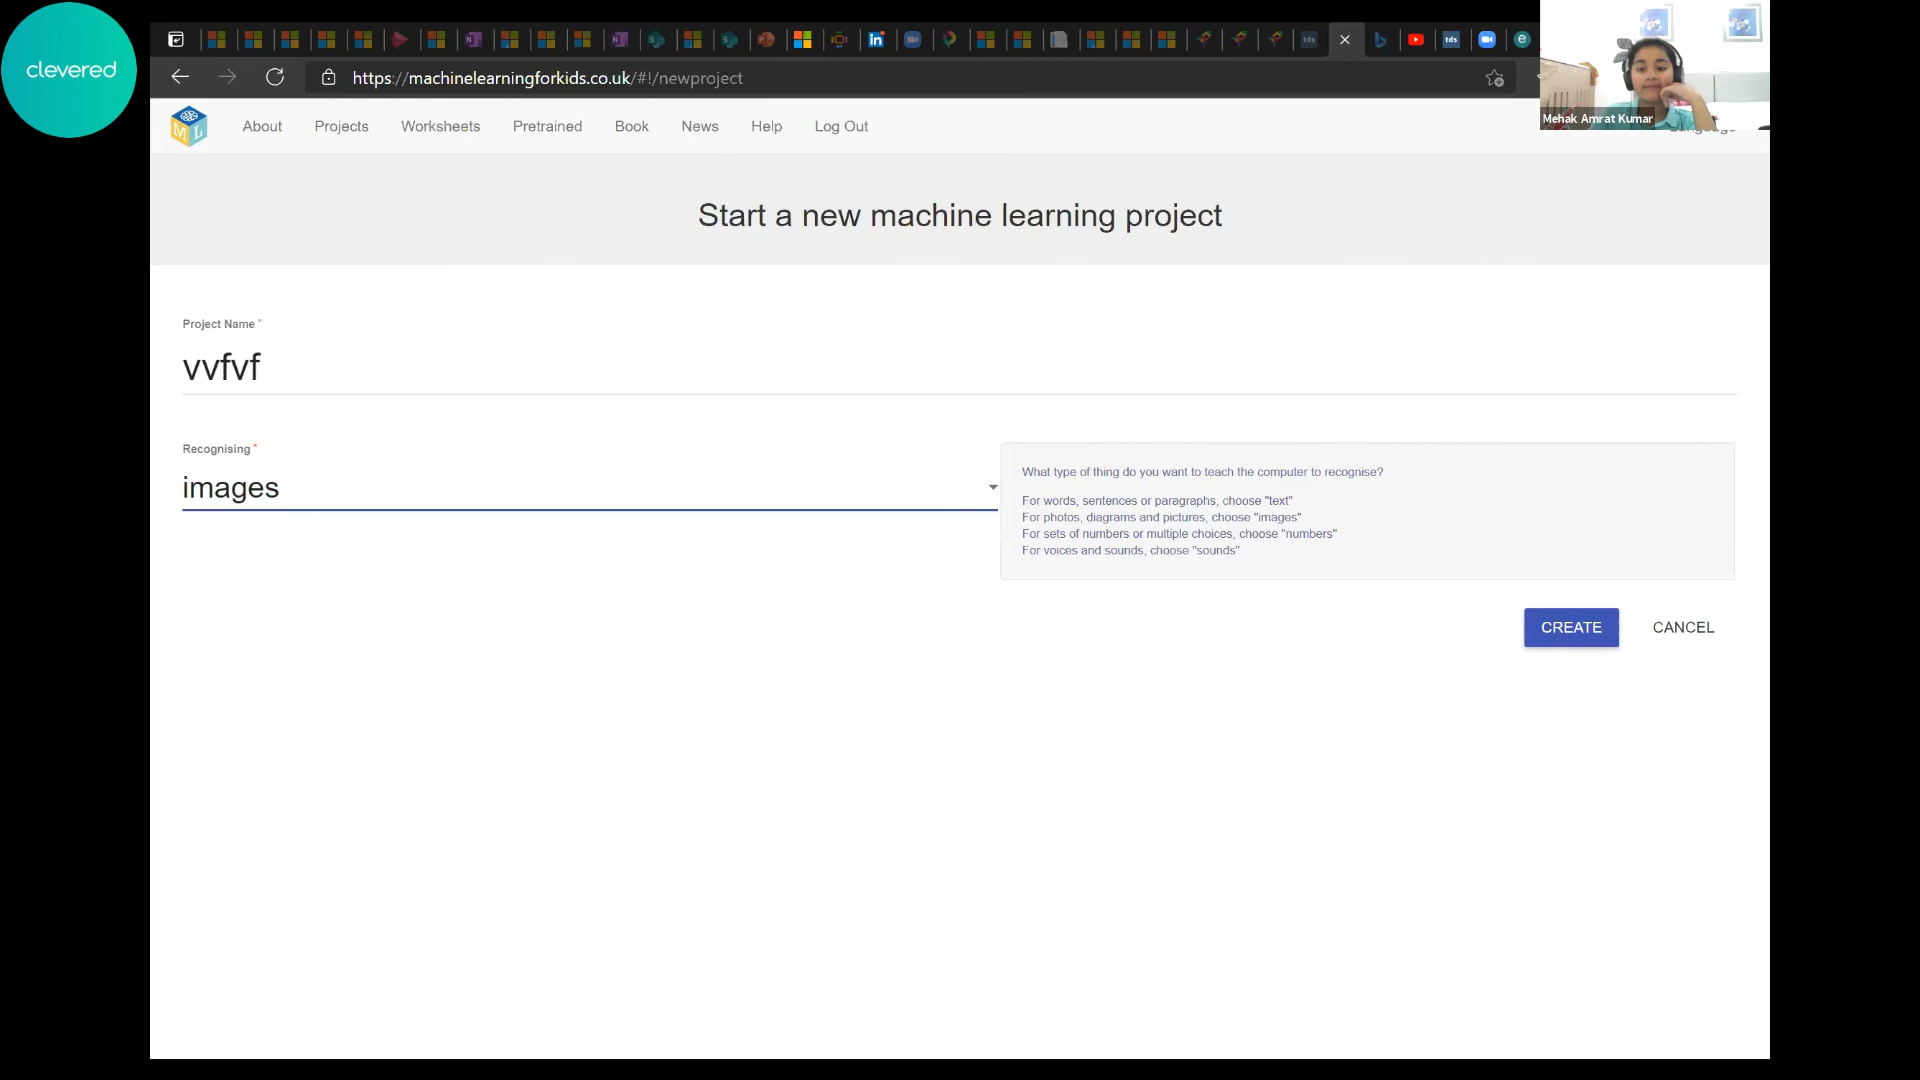 clevered
https://machinelearningforkids.co.uk/#!/newproject
Mehak Amrat Kumar
About Projects Worksheets Pretrained Book News Help Log Out
Start a new machine learning project
Project Name *
vvfvf
Recognising *
images
What type of thing do you want to teach the computer to recognise?
For words, sentences or paragraphs, choose "text"
For photos, diagrams and pictures, choose "images"
For sets of numbers or multiple choices, choose "numbers"
For voices and sounds, choose "sounds"
CREATE CANCEL